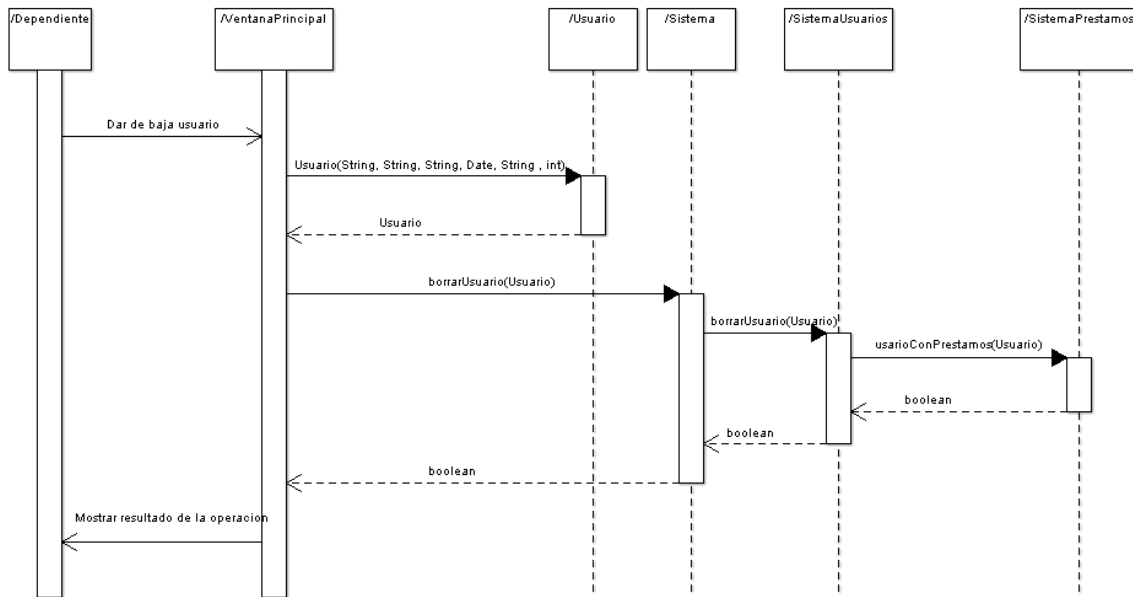 /Dependiente
/VentanaPrincipal
/Usuario
/Sistema
/SistemaUsuarios
/SistemaPrestamos
Dar de baja usuario
Usuario(String, String, String, Date, String , int)
Usuario
borrarUsuario(Usuario)
borrarUsuario(Usuario)
usarioConPrestamos(Usuario)
boolean
boolean
boolean
Mostrar resultado de la operacion